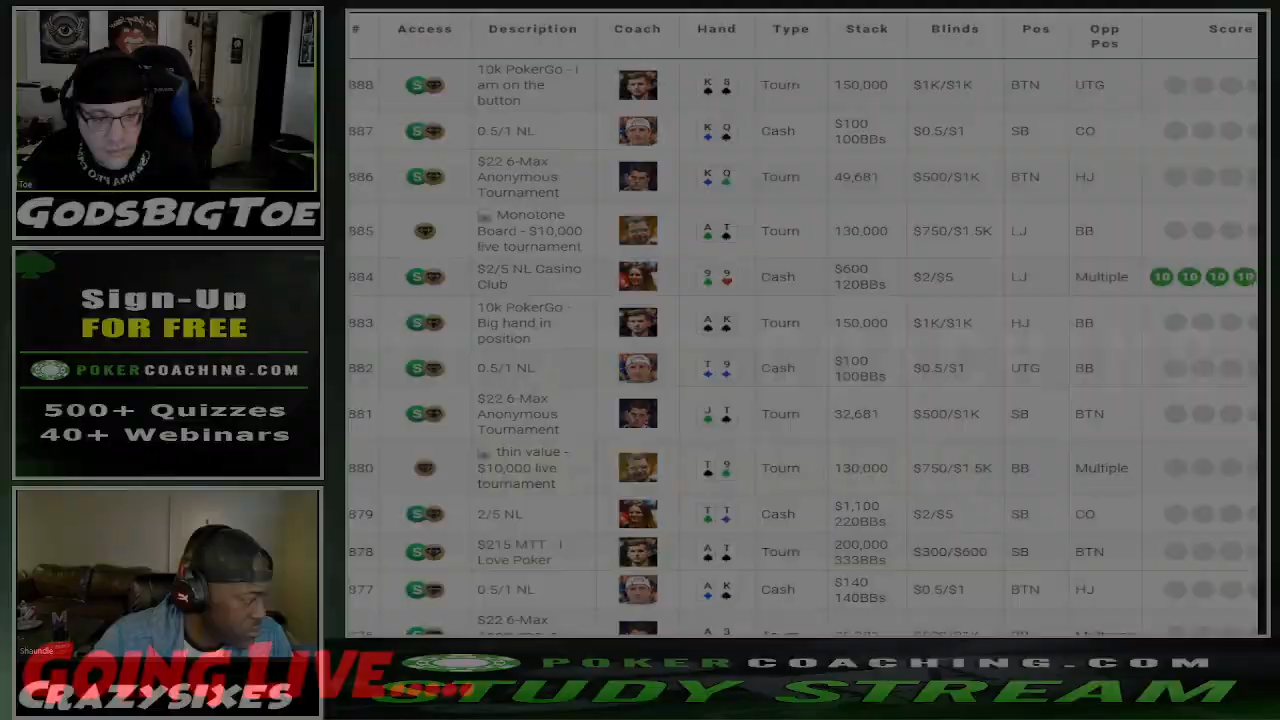 Toe
GODSBIGTOE
Sign-Up
FOR FREE
POKERCOACHING.COM
500+ Quizzes
40+ Webinars
Shaundle
GOING LIVE....
CRAZYSIXES
# Access Description Coach Hand Type Stack Blinds Pos Opp Pos Score
888 S 10k PokerGo - I am on the button K 8 Tourn 150,000 $1K/$1K BTN UTG
887 S 0.5/1 NL K Q Cash $100 100BBs $0.5/$1 SB CO
886 S $22 6-Max Anonymous Tournament K Q Tourn 49,681 $500/$1K BTN HJ
885 Monotone Board - $10,000 live tournament A T Tourn 130,000 $750/$1.5K LJ BB
884 S $2/5 NL Casino Club 9 9 Cash $600 120BBs $2/$5 LJ Multiple 10 10 10 10
883 S 10k PokerGo - Big hand in position A K Tourn 150,000 $1K/$1K HJ BB
882 S 0.5/1 NL T 9 Cash $100 100BBs $0.5/$1 UTG BB
881 S $22 6-Max Anonymous Tournament J T Tourn 32,681 $500/$1K SB BTN
880 thin value - $10,000 live tournament T 9 Tourn 130,000 $750/$1.5K BB Multiple
879 S 2/5 NL T T Cash $1,100 220BBs $2/$5 SB CO
878 S $215 MTT - I Love Poker A T Tourn 200,000 333BBs $300/$600 SB BTN
877 S 0.5/1 NL A K Cash $140 140BBs $0.5/$1 BTN HJ
$22 6-Max A 3
POKERCOACHING.COM
STUDY STREAM